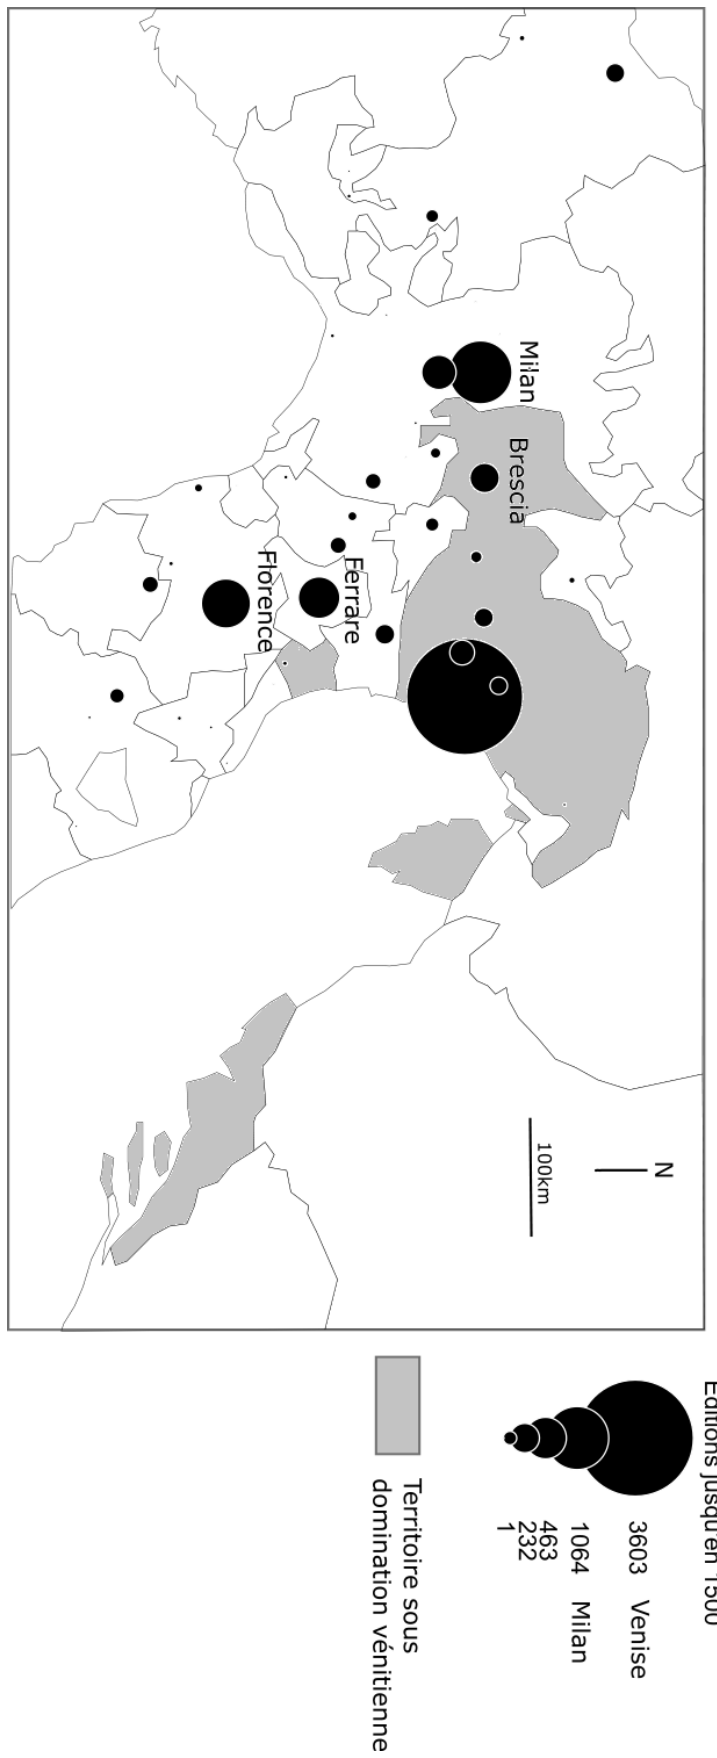 Milan
Brescia
Ferrare
Florence
N
100km
Editions jusqu'en 1500
3603 Venise
1064 Milan
463
232
1
Territoire sous
domination vénitienne